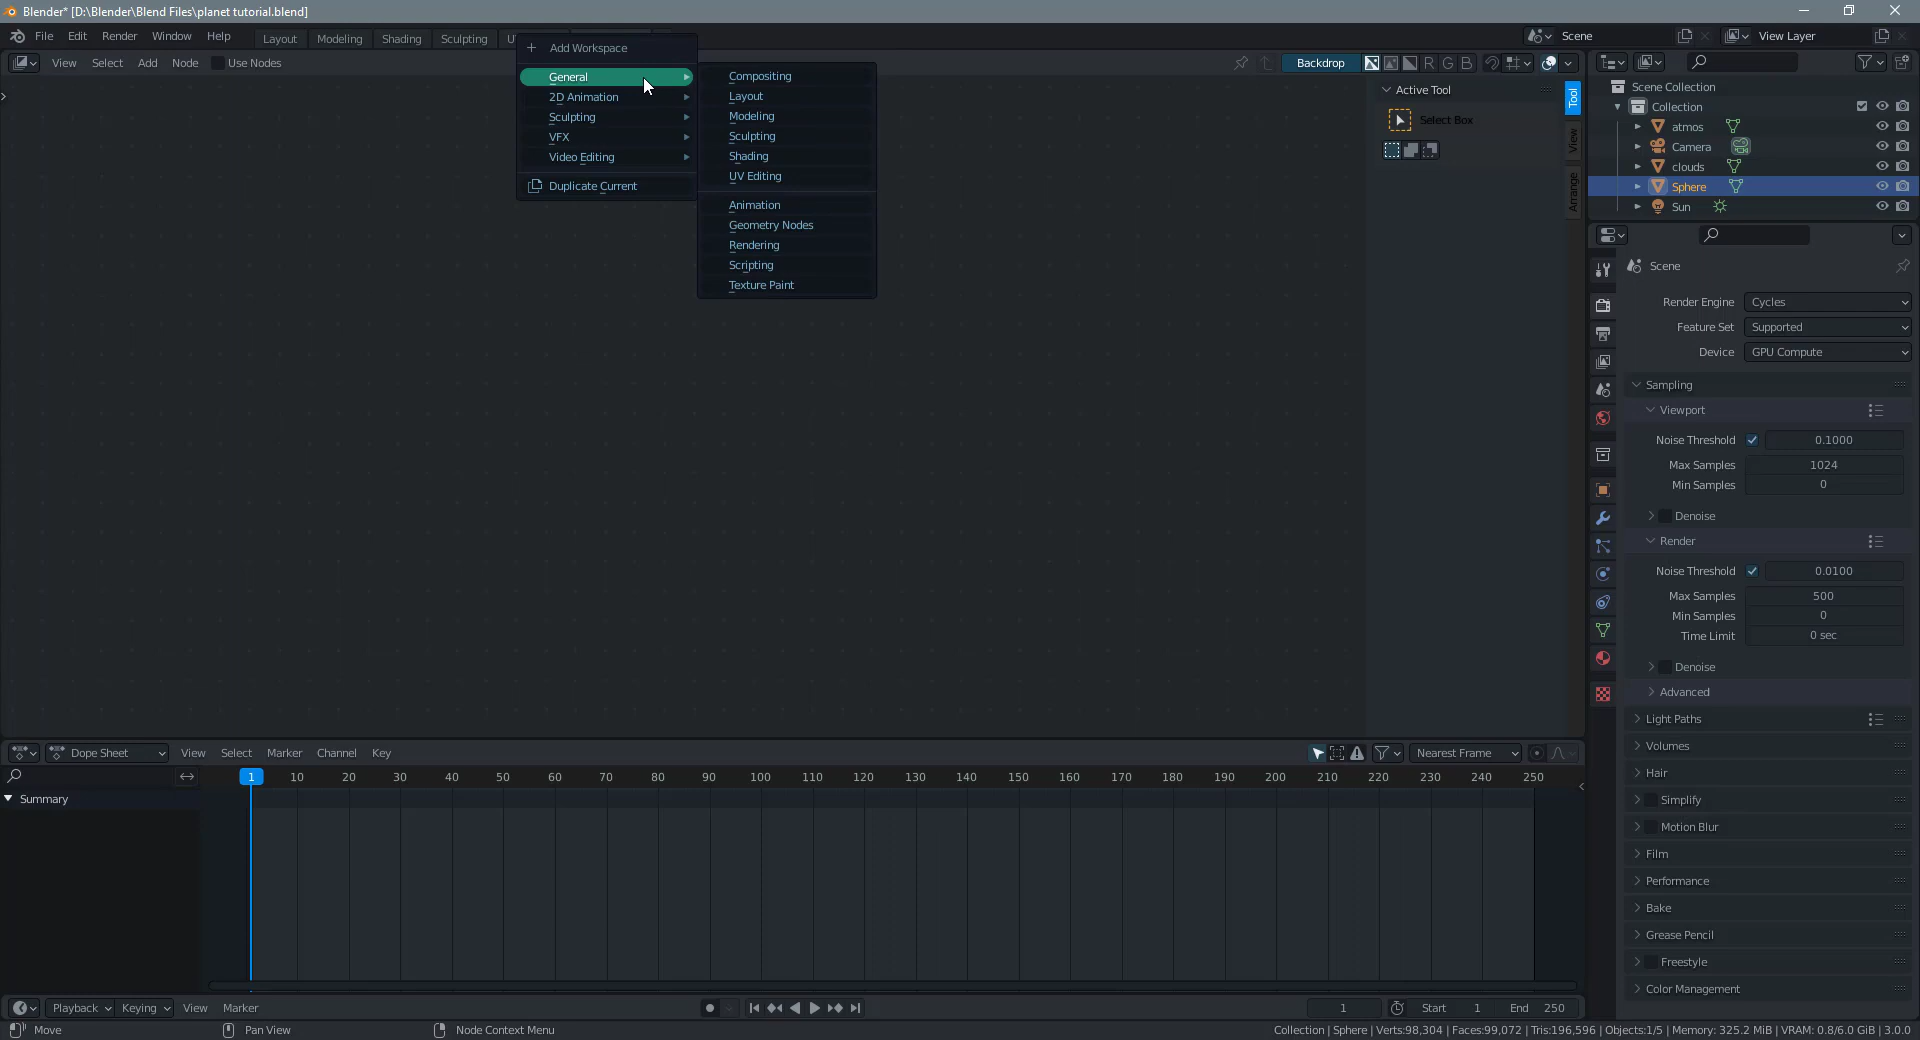 Blender* [D:\Blender\Blend Files\planet tutorial.blend]
File Edit Render Window Help Layout Modeling Shading Sculpting
Scene
View Layer
View Select Add Node Use Nodes
Backdrop
R G B
Add Workspace
General
2D Animation
Sculpting
VFX
Video Editing
Duplicate Current
Compositing
Layout
Modeling
Sculpting
Shading
UV Editing
Animation
Geometry Nodes
Rendering
Scripting
Texture Paint
Active Tool
Select Box
Tool
View
Arrange
Scene Collection
Collection
atmos
Camera
clouds
Sphere
Sun
Scene
Render Engine Cycles
Feature Set Supported
Device GPU Compute
Sampling
Viewport
Noise Threshold 0.1000
Max Samples 1024
Min Samples 0
Denoise
Render
Noise Threshold 0.0100
Max Samples 500
Min Samples 0
Time Limit 0 sec
Denoise
Advanced
Light Paths
Volumes
Hair
Simplify
Motion Blur
Film
Performance
Bake
Grease Pencil
Freestyle
Color Management
Dope Sheet View Select Marker Channel Key
Nearest Frame
1 10 20 30 40 50 60 70 80 90 100 110 120 130 140 150 160 170 180 190 200 210 220 230 240 250
Summary
Playback Keying View Marker
1 Start 1 End 250
Move Pan View Node Context Menu
Collection | Sphere | Verts:98,304 | Faces:99,072 | Tris:196,596 | Objects:1/5 | Memory: 325.2 MiB | VRAM: 0.8/6.0 GiB | 3.0.0